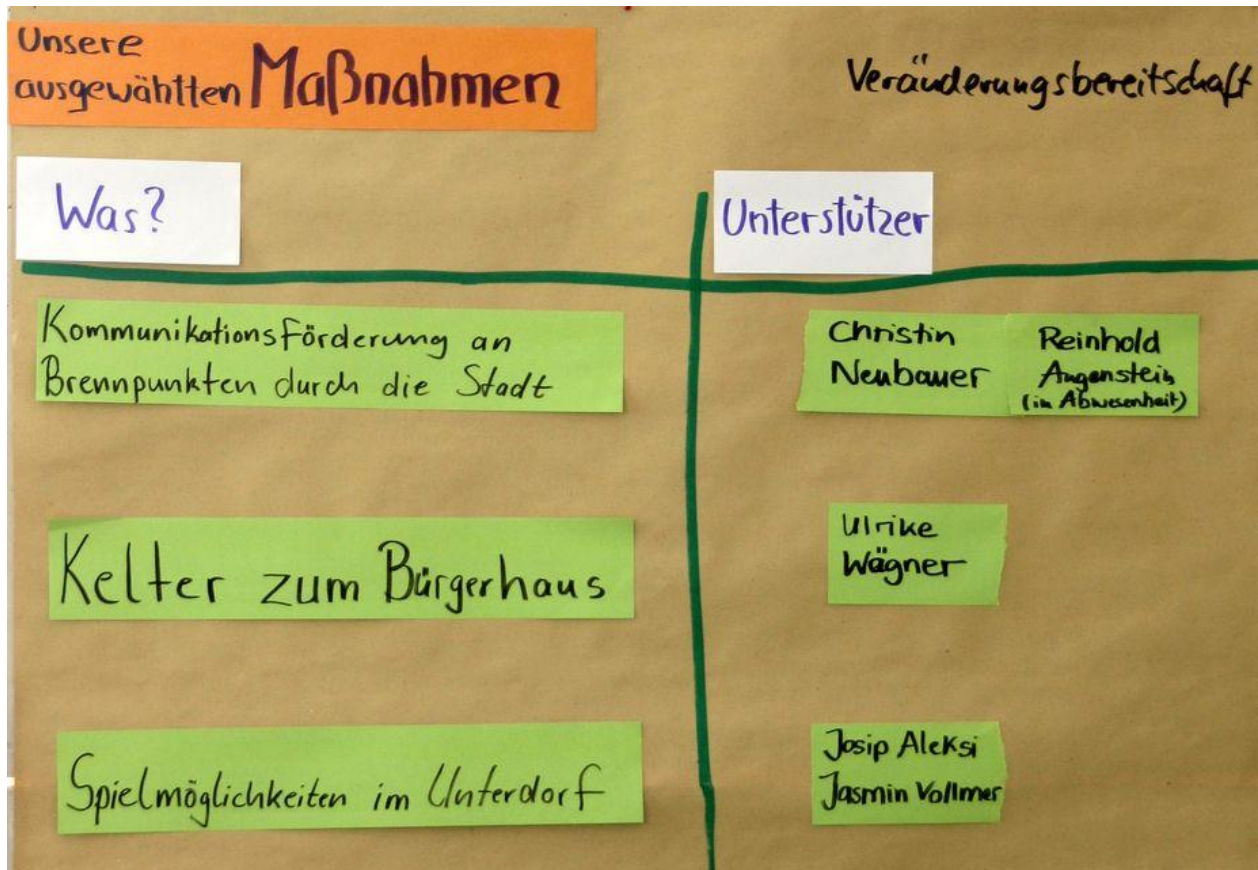 Unsere
ausgewählten Maßnahmen
Veränderungsbereitschaft
Was?
Unterstützer
Kommunikationsförderung an
Brennpunkten durch die Stadt
Christin
Neubauer
Reinhold
Augenstein
(in Abwesenheit)
Kelter zum Bürgerhaus
Ulrike
Wägner
Spielmöglichkeiten im Unterdorf
Josip Aleksi
Jasmin Vollmer